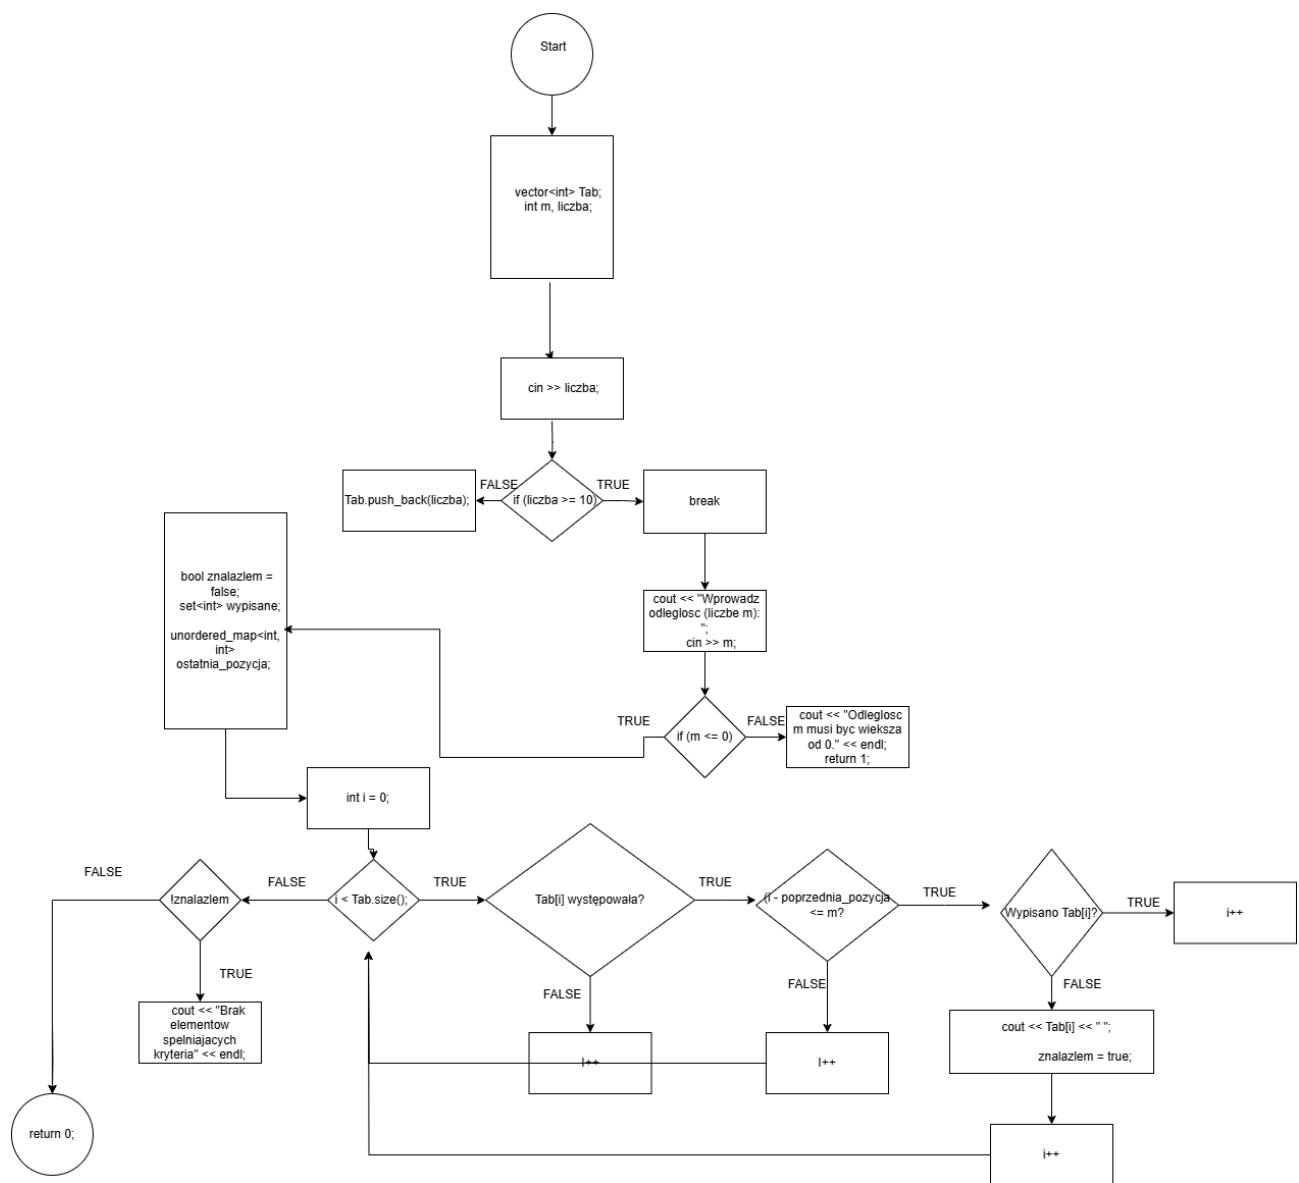 Start
vector<int> Tab;
int m, liczba;
cin >> liczba;
Tab.push_back(liczba);
FALSE
if (liczba >= 10)
TRUE
break
bool znalazlem =
false;
set<int> wypisane;
unordered_map<int,
int>
ostatnia_pozycja;
cout << "Wprowadz
odleglosc (liczbe m):
";
cin >> m;
TRUE
if (m <= 0)
FALSE
cout << "Odleglosc
m musi byc wieksza
od 0." << endl;
return 1;
int i = 0;
FALSE
!znalazlem
FALSE
i < Tab.size();
TRUE
Tab[i] występowała?
TRUE
(i - poprzednia_pozycja
<= m?
TRUE
Wypisano Tab[i]?
TRUE
i++
TRUE
FALSE
FALSE
FALSE
cout << "Brak
elementow
spelniajacych
kryteria" << endl;
I++
I++
cout << Tab[i] << " ";
znalazlem = true;
return 0;
i++